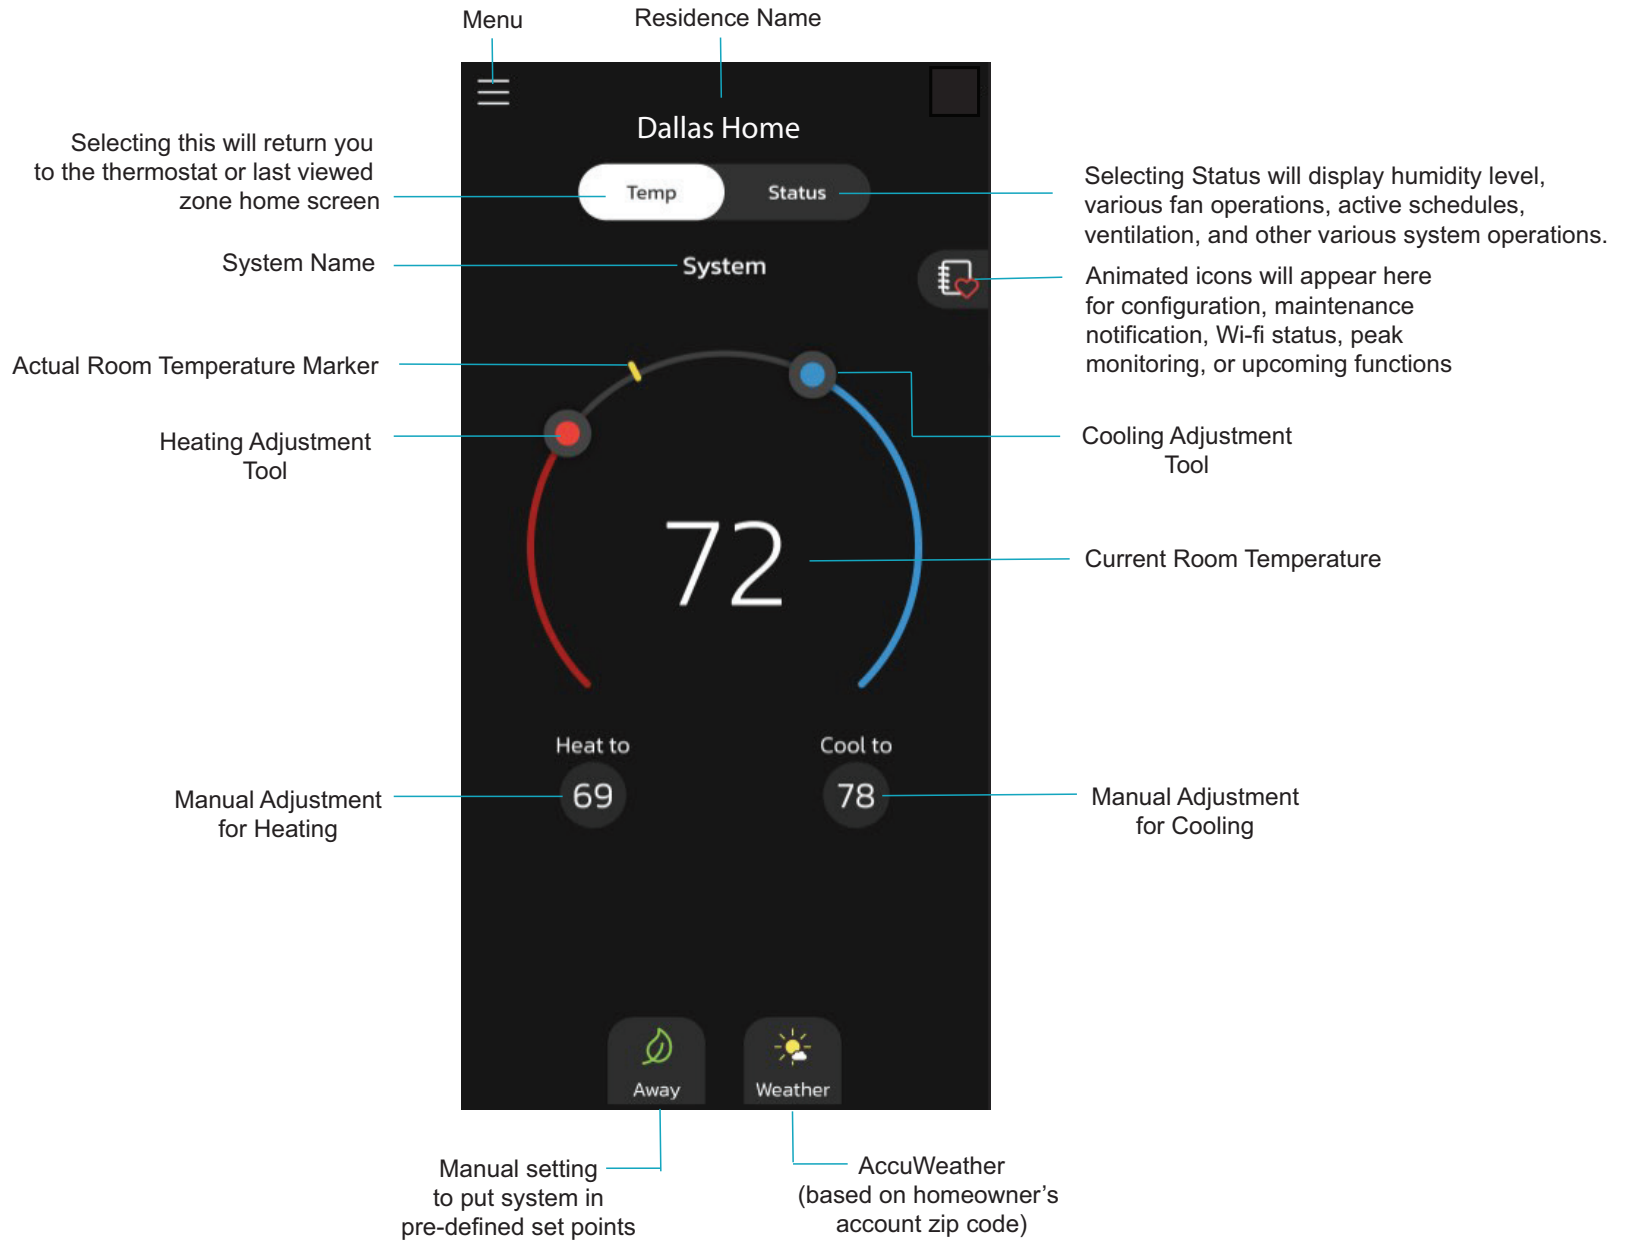 Menu
Residence Name
Dallas Home
Selecting this will return you
to the thermostat or last viewed
zone home screen
Temp
Status
Selecting Status will display humidity level,
various fan operations, active schedules,
ventilation, and other various system operations.
System Name
System
Animated icons will appear here
for configuration, maintenance
notification, Wi-fi status, peak
monitoring, or upcoming functions
Actual Room Temperature Marker
Heating Adjustment
Tool
Cooling Adjustment
Tool
72
Current Room Temperature
Heat to
69
Cool to
78
Manual Adjustment
for Heating
Manual Adjustment
for Cooling
Away
Weather
Manual setting
to put system in
pre-defined set points
AccuWeather
(based on homeowner’s
account zip code)